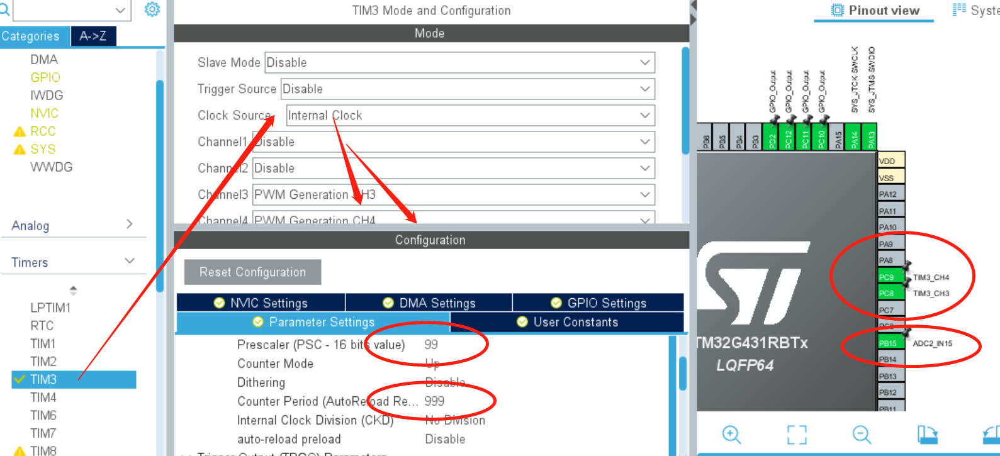 Categories
A->Z
DMA
GPIO
IWDG
NVIC
RCC
SYS
WWDG
Analog
Timers
LPTIM1
RTC
TIM1
TIM2
TIM3
TIM4
TIM6
TIM7
TIM8
TIM3 Mode and Configuration
Mode
Slave Mode Disable
Trigger Source Disable
Clock Source Internal Clock
Channel1 Disable
Channel2 Disable
Channel3 PWM Generation CH3
Channel4 PWM Generation CH4
Configuration
Reset Configuration
NVIC Settings
DMA Settings
GPIO Settings
Parameter Settings
User Constants
Prescaler (PSC - 16 bits value) 99
Counter Mode Up
Dithering Disable
Counter Period (AutoReload Re... 999
Internal Clock Division (CKD) No Division
auto-reload preload Disable
Pinout view
Syste
GPIO_Output
GPIO_Output
GPIO_Output
GPIO_Output
SYS_JTCK-SWCLK
SYS_JTMS-SWDIO
PB6
PB5
PB4
PB3
PD2
PC12
PC11
PC10
PA15
PA14
PA13
VDD
VSS
PA12
PA11
PA10
PA9
PA8
PC9 TIM3_CH4
PC8 TIM3_CH3
PC7
PC6
PB15 ADC2_IN15
PB14
PB13
PB12
PB11
TM32G431RBTx
LQFP64